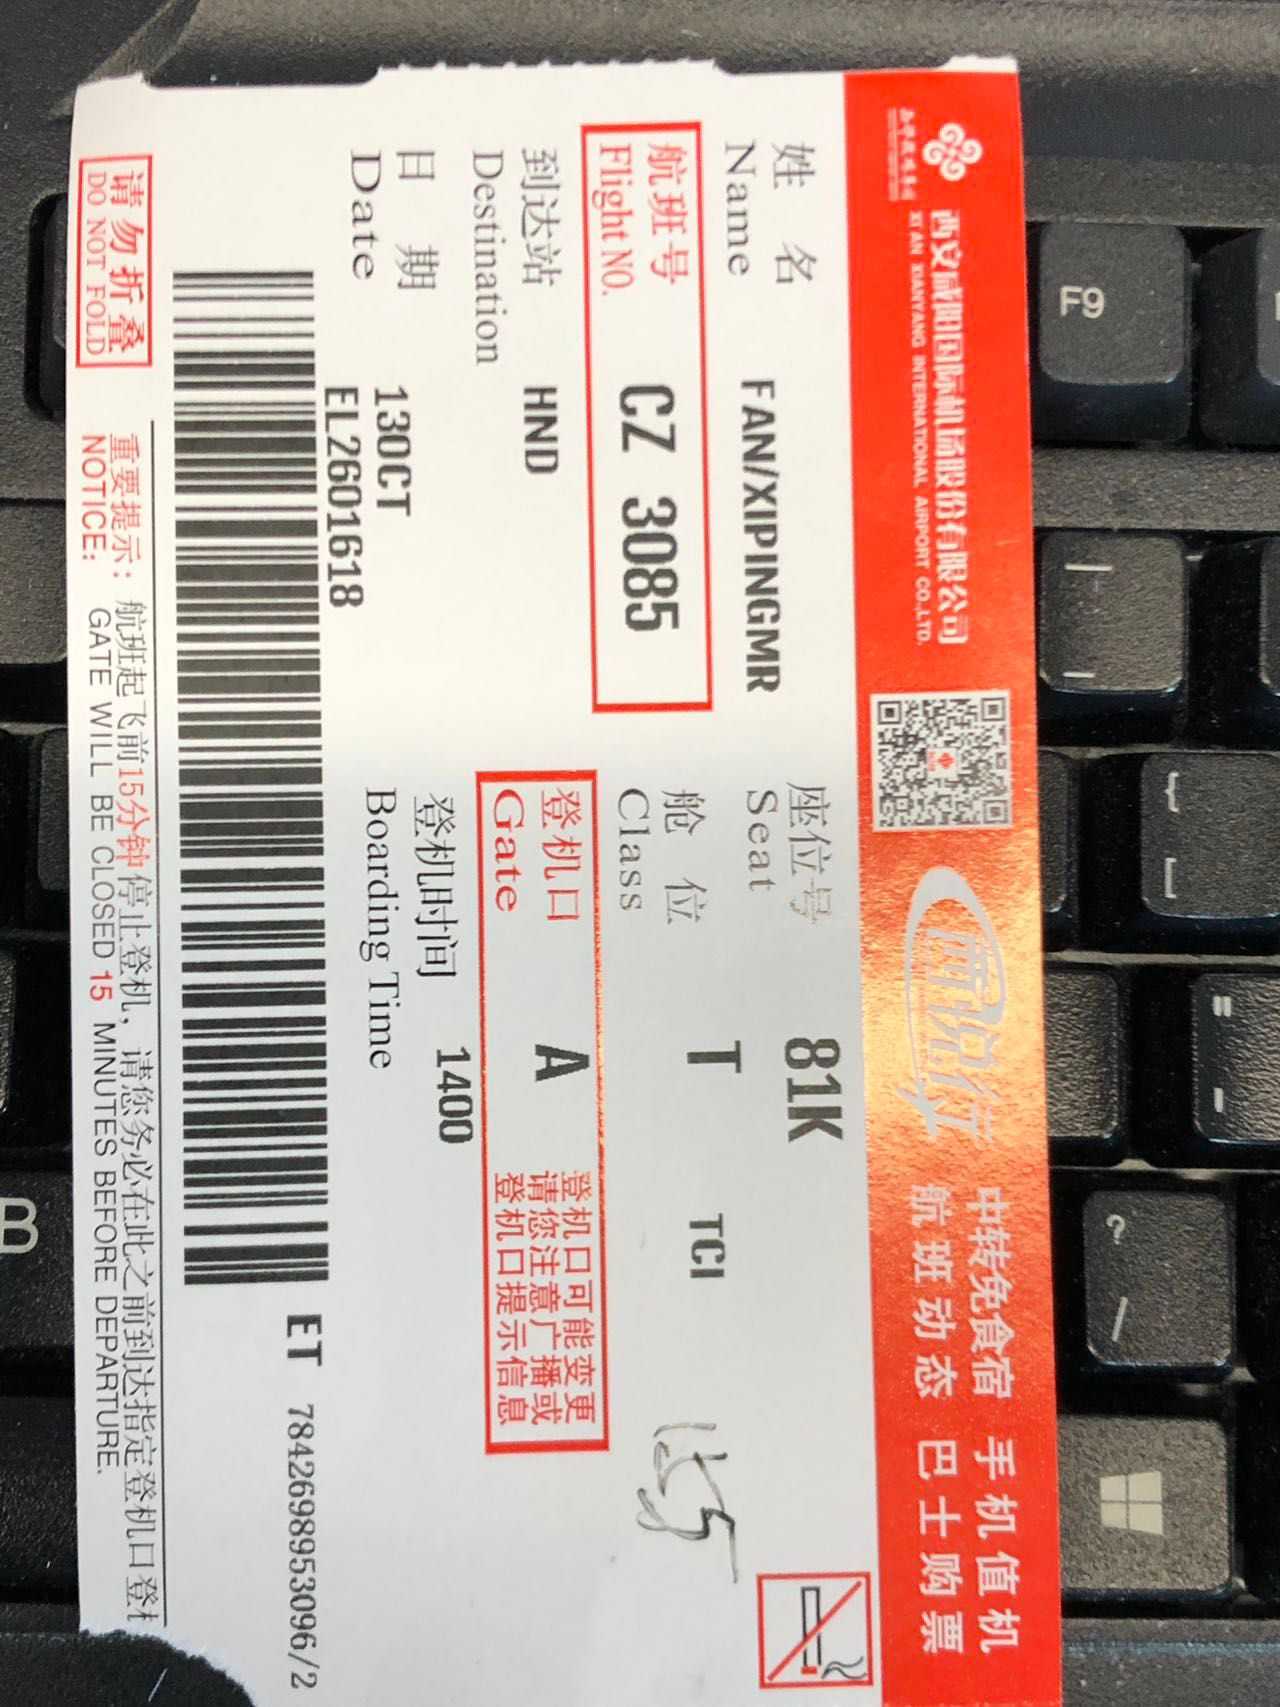 西安咸阳国际机场股份有限公司
XI'AN XIANYANG INTERNATIONAL AIRPORT CO.,LTD.
西说行
中转免食宿 手机值机
航班动态 巴士购票
姓名
Name
FAN/XIPINGMR
座位号
Seat
81K
航班号
Flight NO.
CZ 3085
舱位
Class
T
TCI
到达站
Destination
HND
登机口
Gate
A
登机口可能变更
请您注意广播或
登机口提示信息
日期
Date
13OCT
EL2601618
登机时间
Boarding Time
1400
ET
7842698953096/2
请勿折叠
DO NOT FOLD
重要提示：航班起飞前15分钟停止登机，请您务必在此之前到达指定登机口登机
NOTICE: GATE WILL BE CLOSED 15 MINUTES BEFORE DEPARTURE.
F9
|
{
[
"
?
/
B